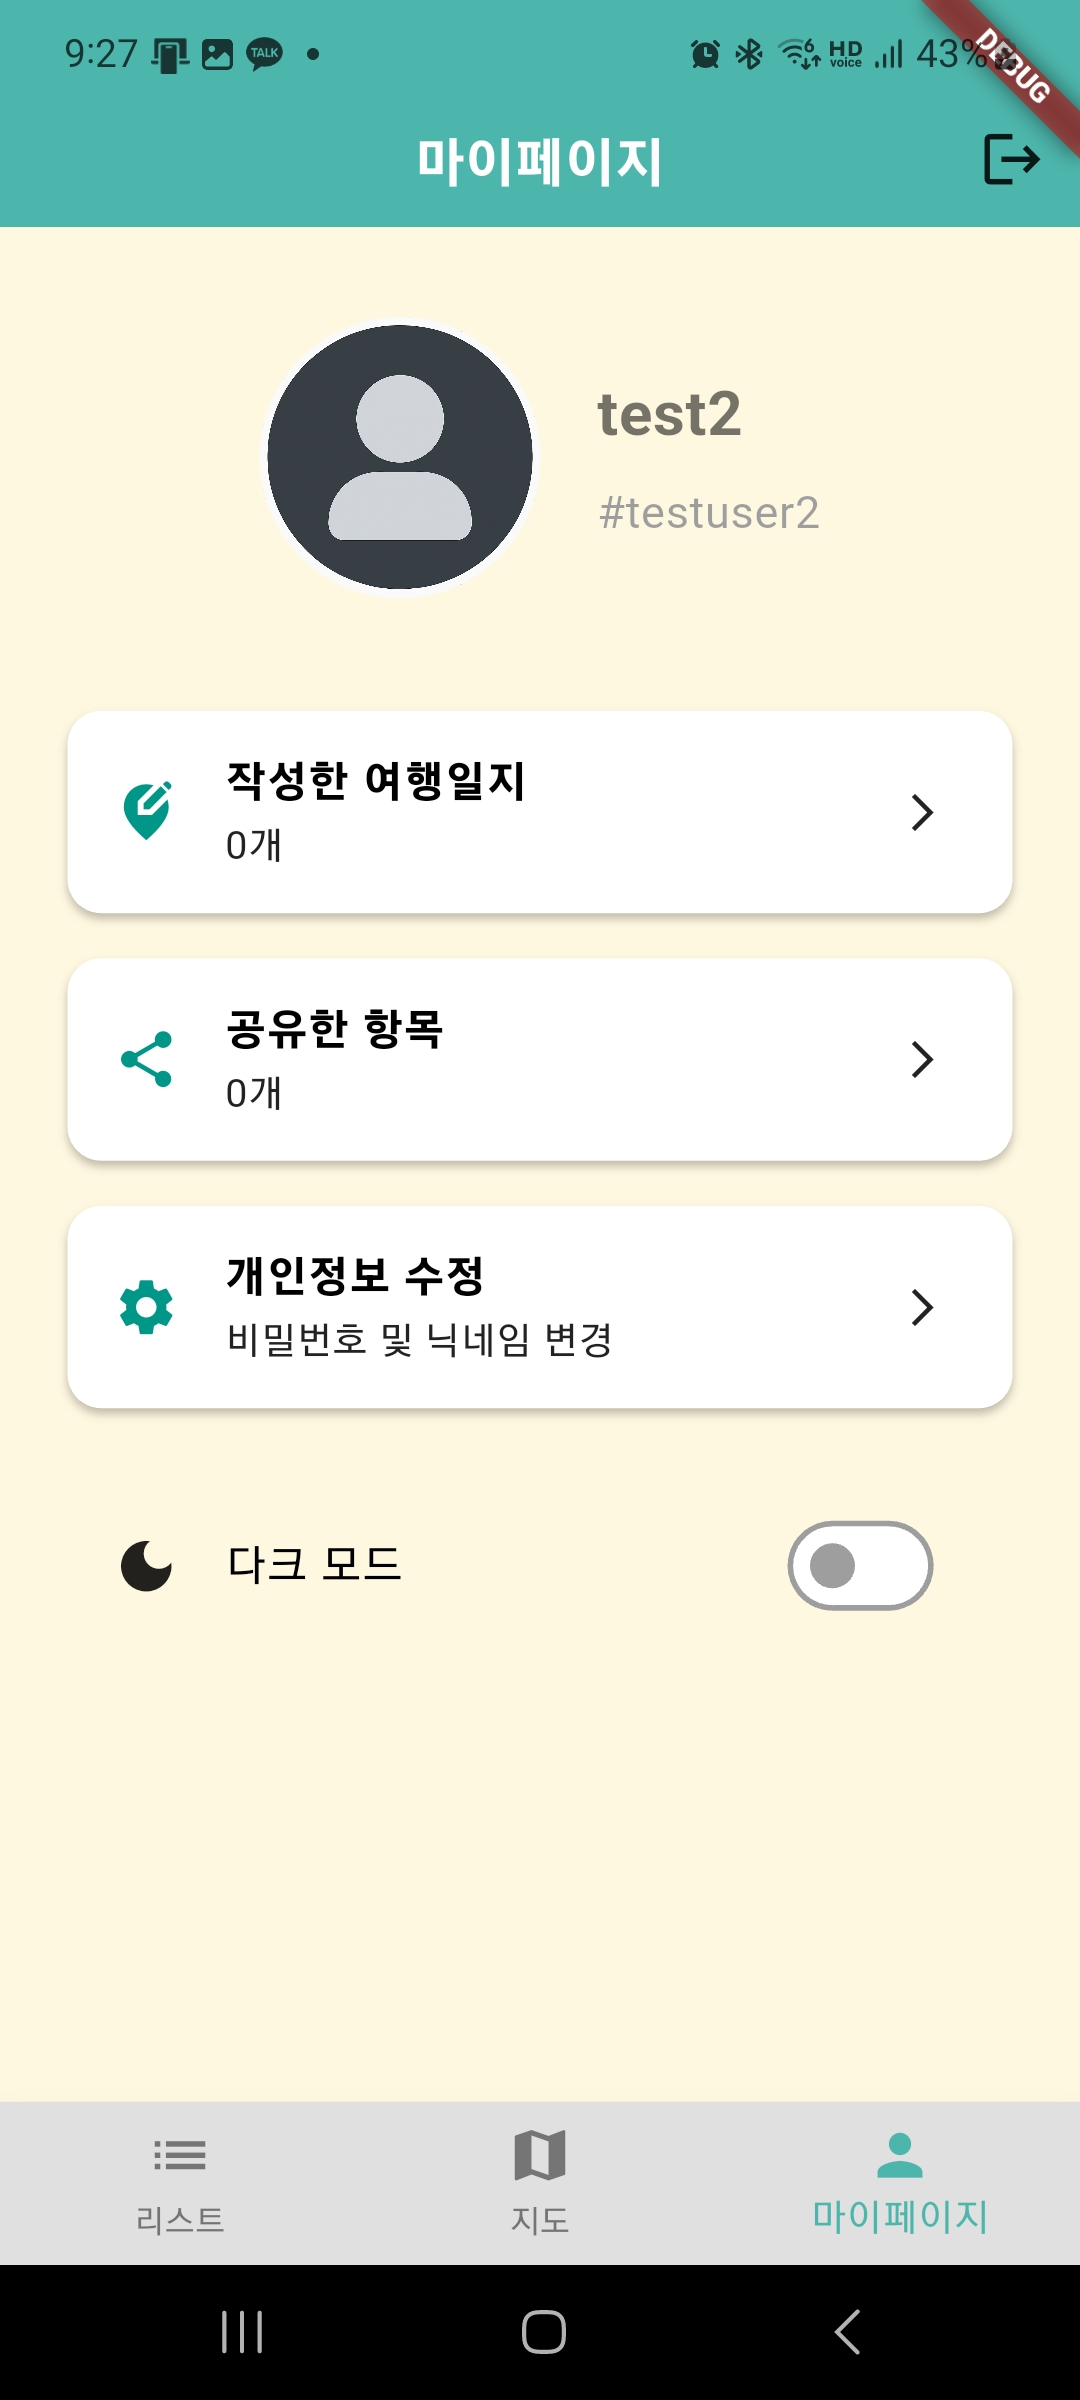 9:27 TALK HD voice 43%
DEBUG
마이페이지
test2
#testuser2
작성한 여행일지
0개
공유한 항목
0개
개인정보 수정
비밀번호 및 닉네임 변경
다크 모드
리스트 지도 마이페이지